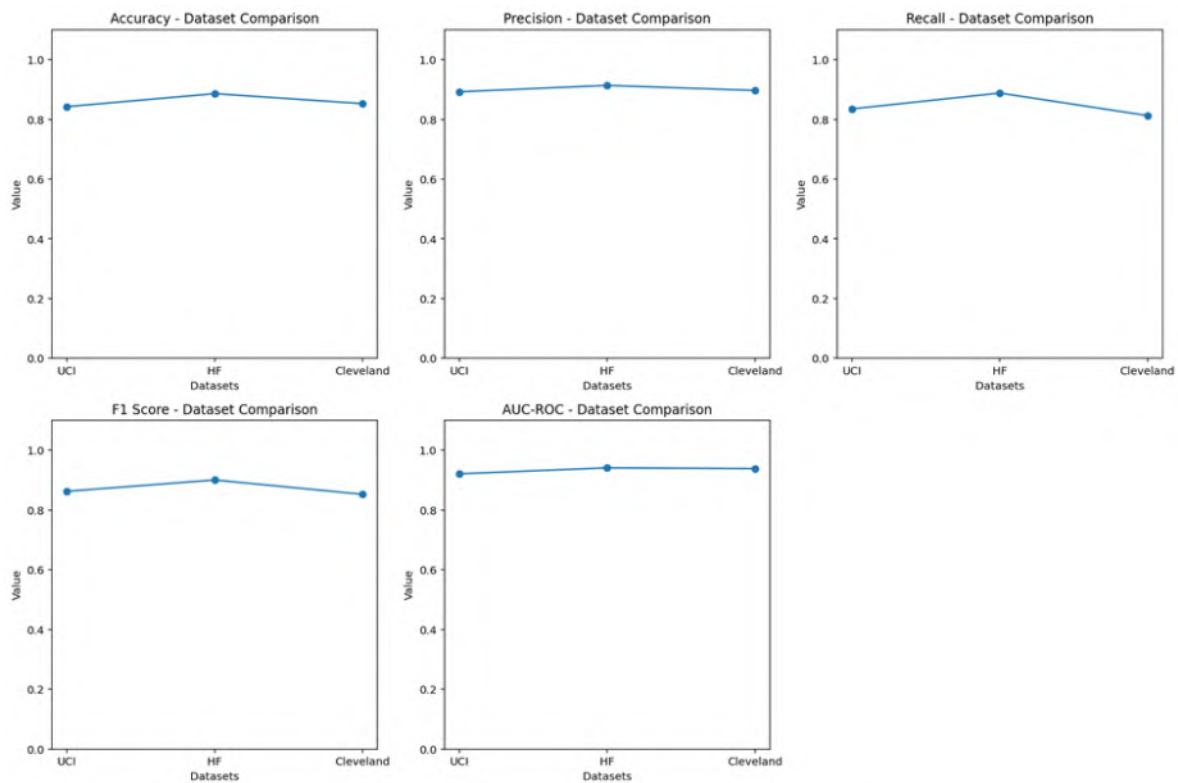 Accuracy - Dataset Comparison
1.0
0.8
0.6
0.4
0.2
0.0
Value
UCI
HF
Cleveland
Datasets
Precision - Dataset Comparison
1.0
0.8
0.6
0.4
0.2
0.0
Value
UCI
HF
Cleveland
Datasets
Recall - Dataset Comparison
1.0
0.8
0.6
0.4
0.2
0.0
Value
UCI
HF
Cleveland
Datasets
F1 Score - Dataset Comparison
1.0
0.8
0.6
0.4
0.2
0.0
Value
UCI
HF
Cleveland
Datasets
AUC-ROC - Dataset Comparison
1.0
0.8
0.6
0.4
0.2
0.0
Value
UCI
HF
Cleveland
Datasets